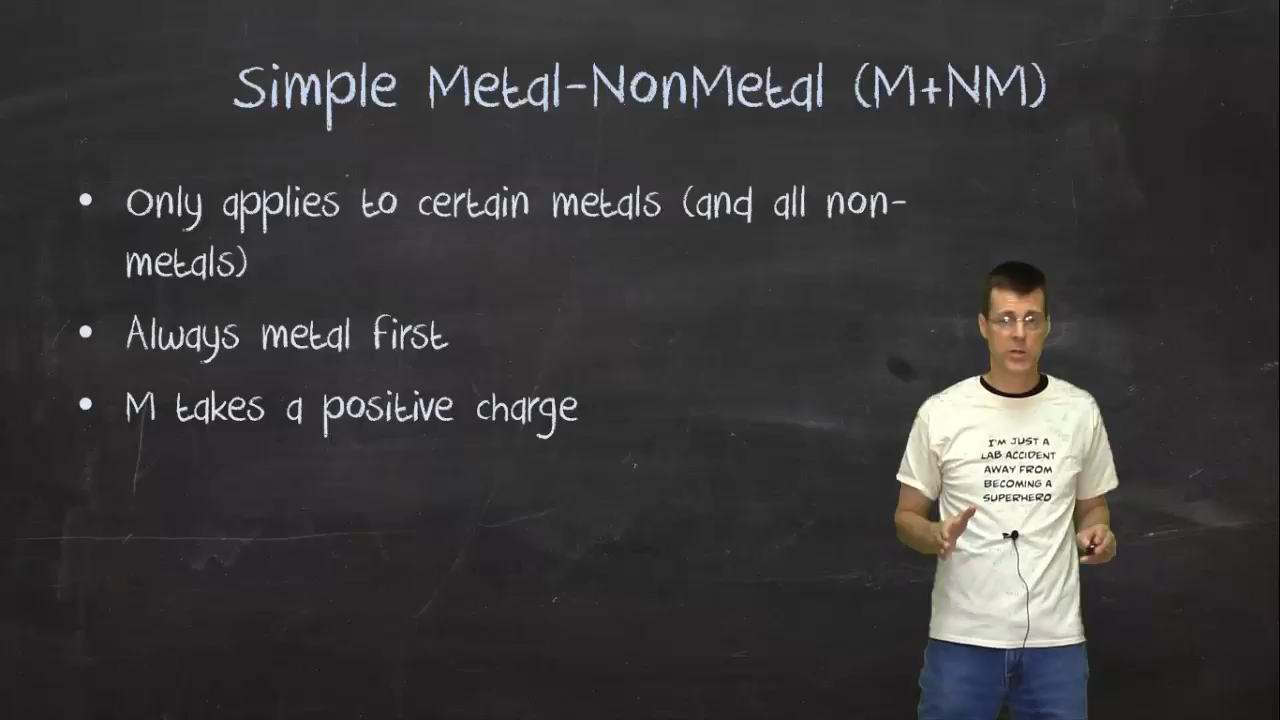 Simple Metal-NonMetal (M+NM)
• Only applies to certain metals (and all non-
metals)
• Always metal first
• M takes a positive charge
I'M JUST A
LAB ACCIDENT
AWAY FROM
BECOMING A
SUPERHERO